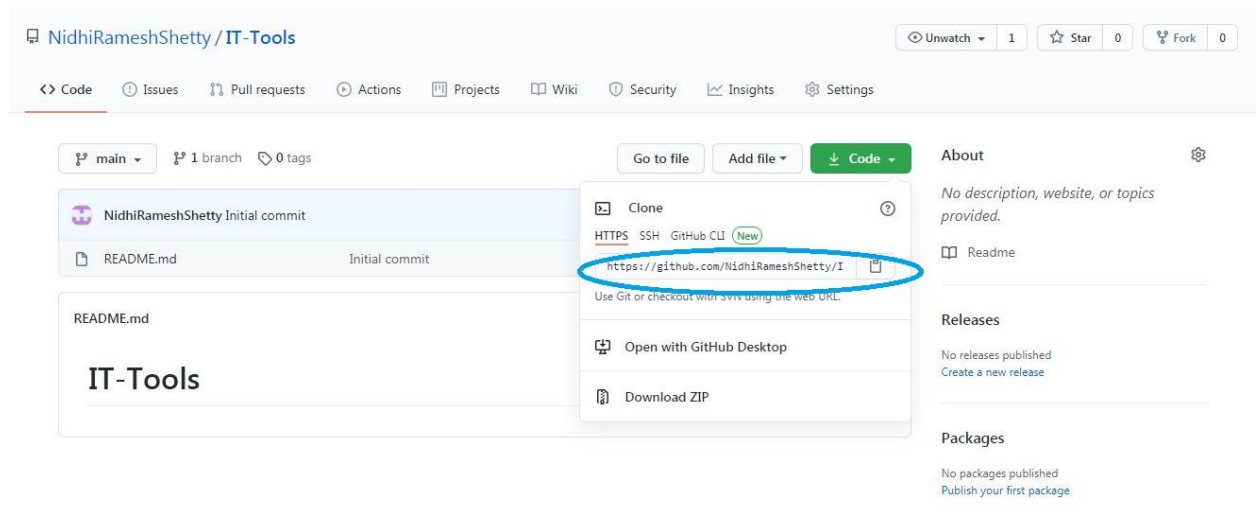 NidhiRameshShetty / IT-Tools
Unwatch 1 Star 0 Fork 0
Code Issues Pull requests Actions Projects Wiki Security Insights Settings
main 1 branch 0 tags Go to file Add file Code
NidhiRameshShetty Initial commit
README.md Initial commit
README.md
IT-Tools
Clone
HTTPS SSH GitHub CLI New
https://github.com/NidhiRameshShetty/I
Use Git or checkout with SVN using the web URL.
Open with GitHub Desktop
Download ZIP
About
No description, website, or topics
provided.
Readme
Releases
No releases published
Create a new release
Packages
No packages published
Publish your first package